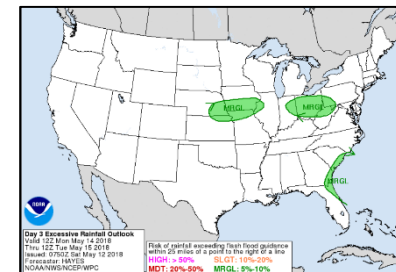 MRGL
MRGL
MRGL
noaa
Day 3 Excessive Rainfall Outlook
Valid 12Z Mon May 14 2018
Thru 12Z Tue May 15 2018
Issued: 0750Z Sat May 12 2018
Forecaster: HAYES
NOAA/NWS/NCEP/WPC
Risk of rainfall exceeding flash flood guidance
within 25 miles of a point to the right of a line
HIGH: > 50% SLGT: 10%-20%
MDT: 20%-50% MRGL: 5%-10%